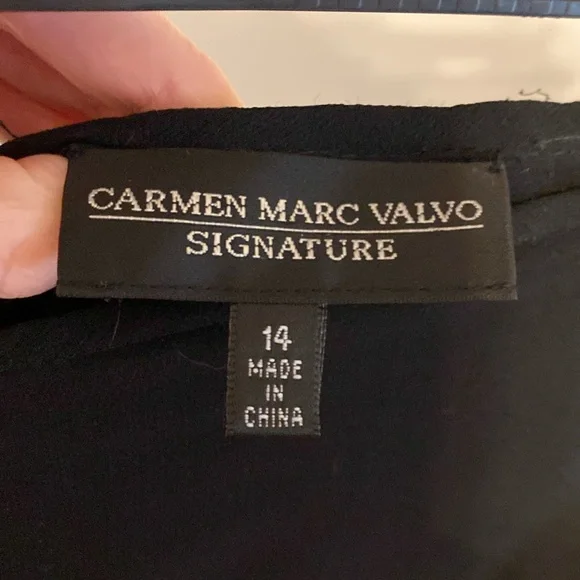 CARMEN MARC VALVO
SIGNATURE
14
MADE
IN
CHINA